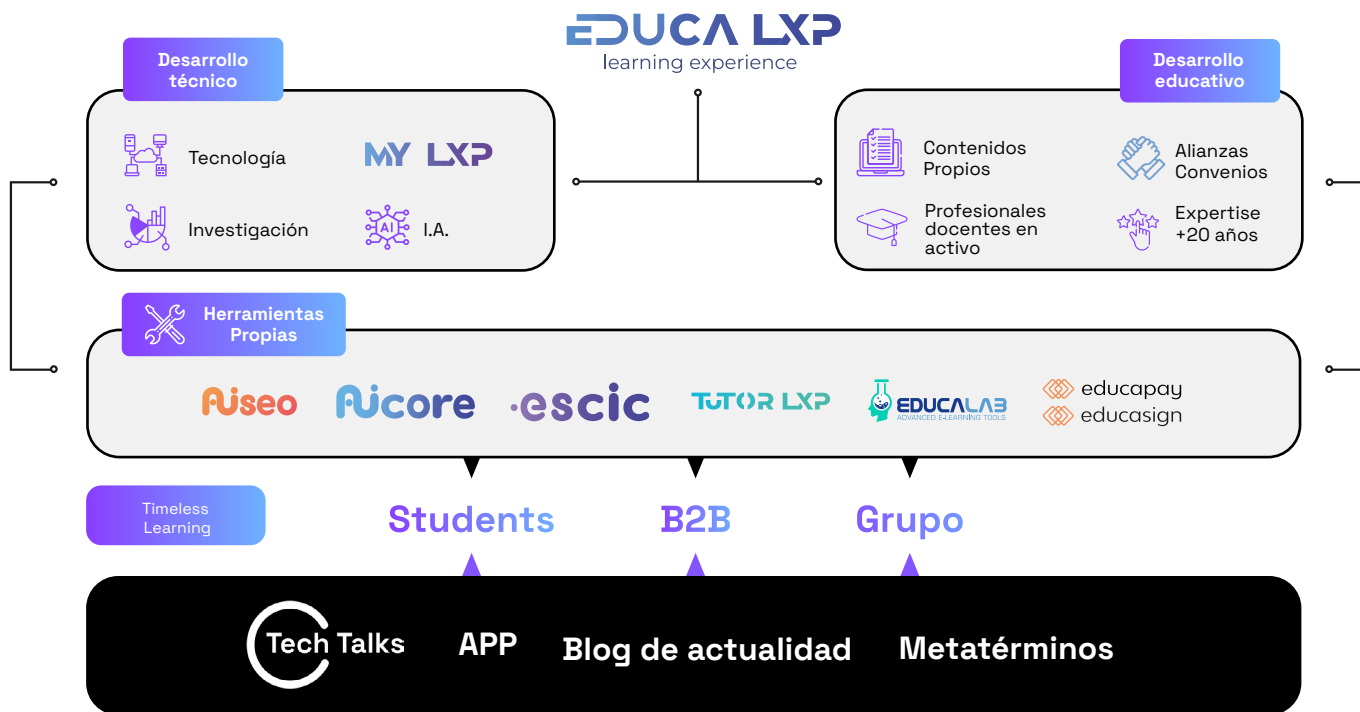 EDUCA LXP
learning experience
Desarrollo
técnico
Tecnología
MY LXP
Investigación
AI
I.A.
Desarrollo
educativo
Contenidos
Propios
Alianzas
Convenios
Profesionales
docentes en
activo
Expertise
+20 años
Herramientas
Propias
Aiseo
Aicore
.escic
TUTOR LXP
EDUCALAB
ADVANCED E-LEARNING TOOLS
educapay
educasign
Timeless
Learning
Students
B2B
Grupo
Tech Talks
APP
Blog de actualidad
Metatérminos